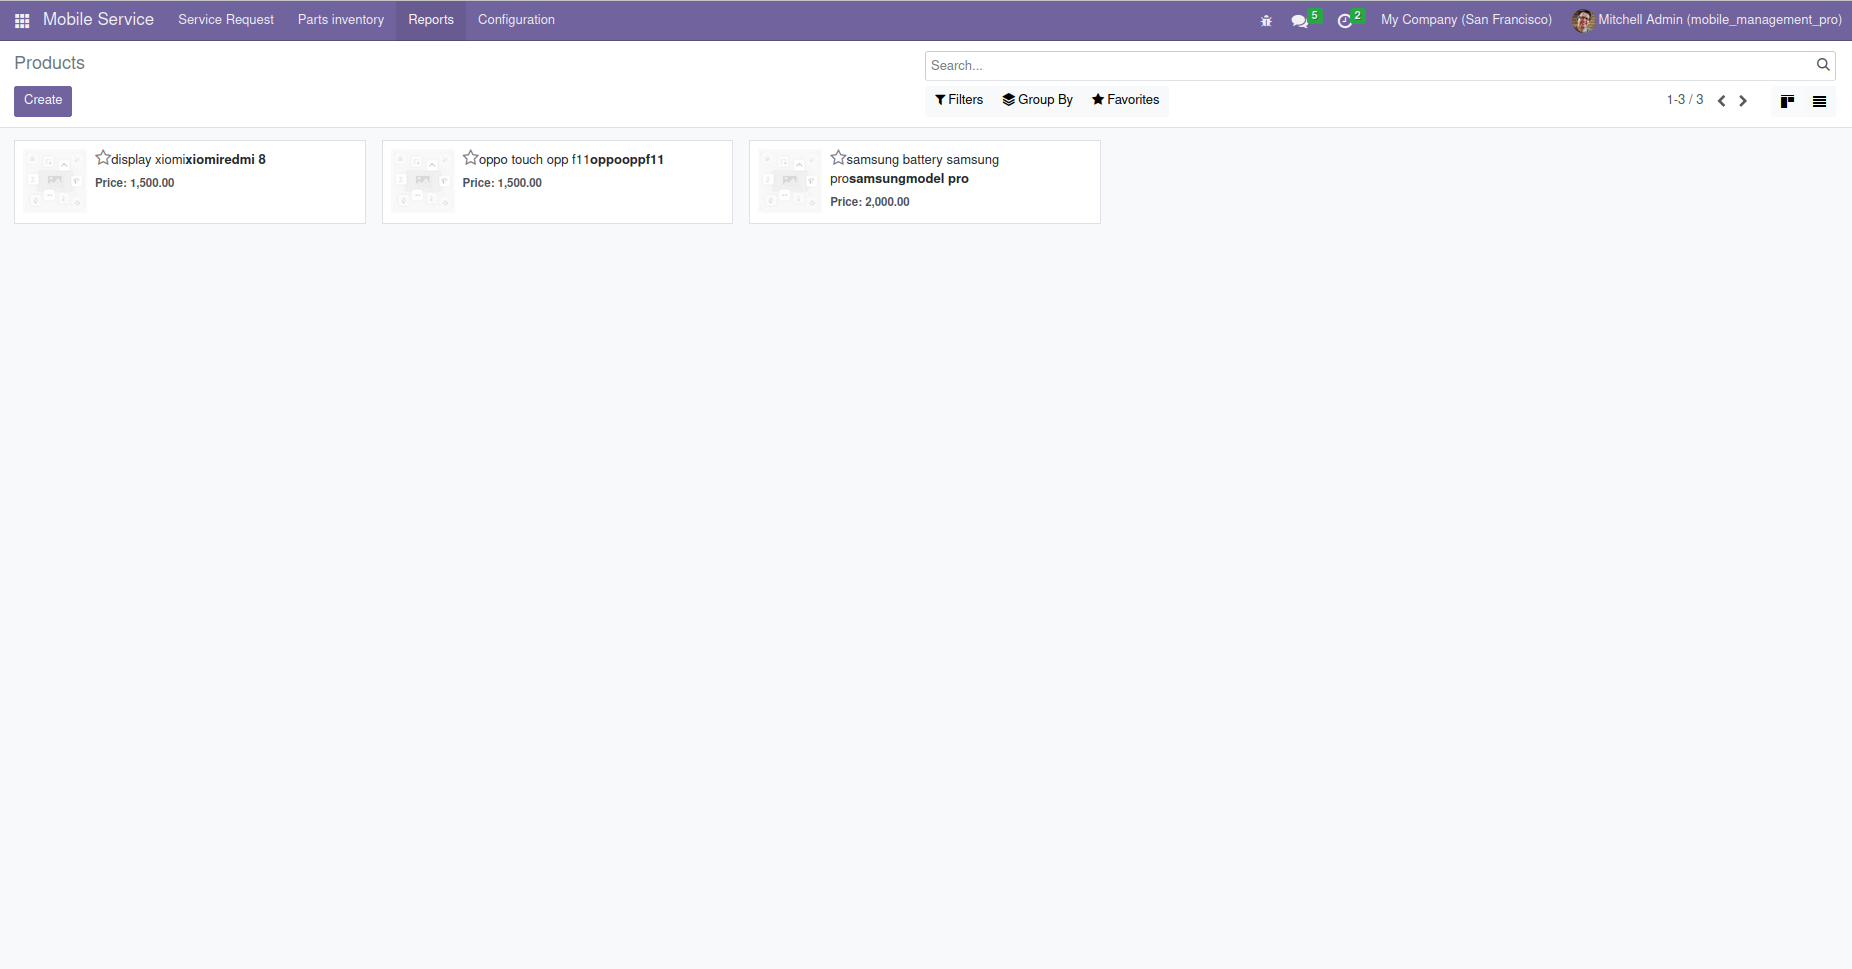 Mobile Service Service Request Parts inventory Reports Configuration 5 2 My Company (San Francisco) Mitchell Admin (mobile_management_pro)
Products
Search...
Create
Filters Group By Favorites 1-3 / 3
display xiomixiomiredmi 8
Price: 1,500.00
oppo touch opp f11oppooppf11
Price: 1,500.00
samsung battery samsung
prosamsungmodel pro
Price: 2,000.00